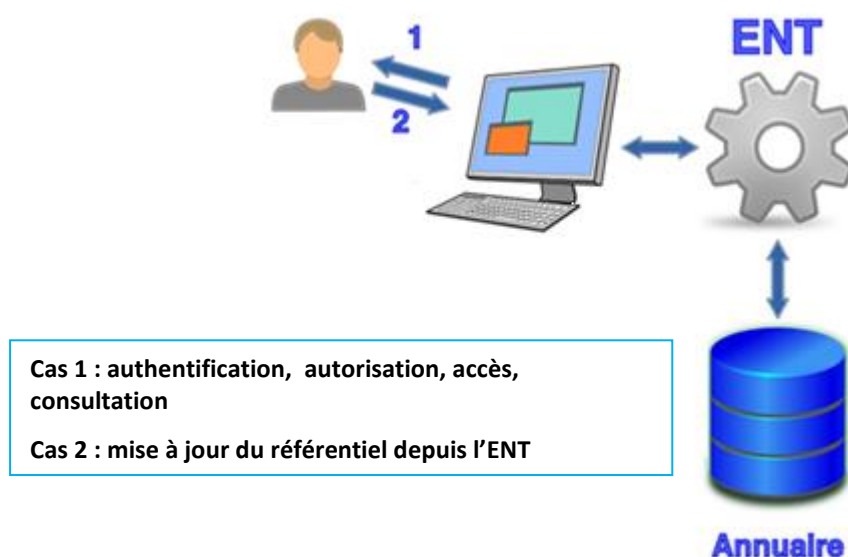 1
ENT
2
Cas 1 : authentification, autorisation, accès,
consultation
Cas 2 : mise à jour du référentiel depuis l’ENT
Annuaire